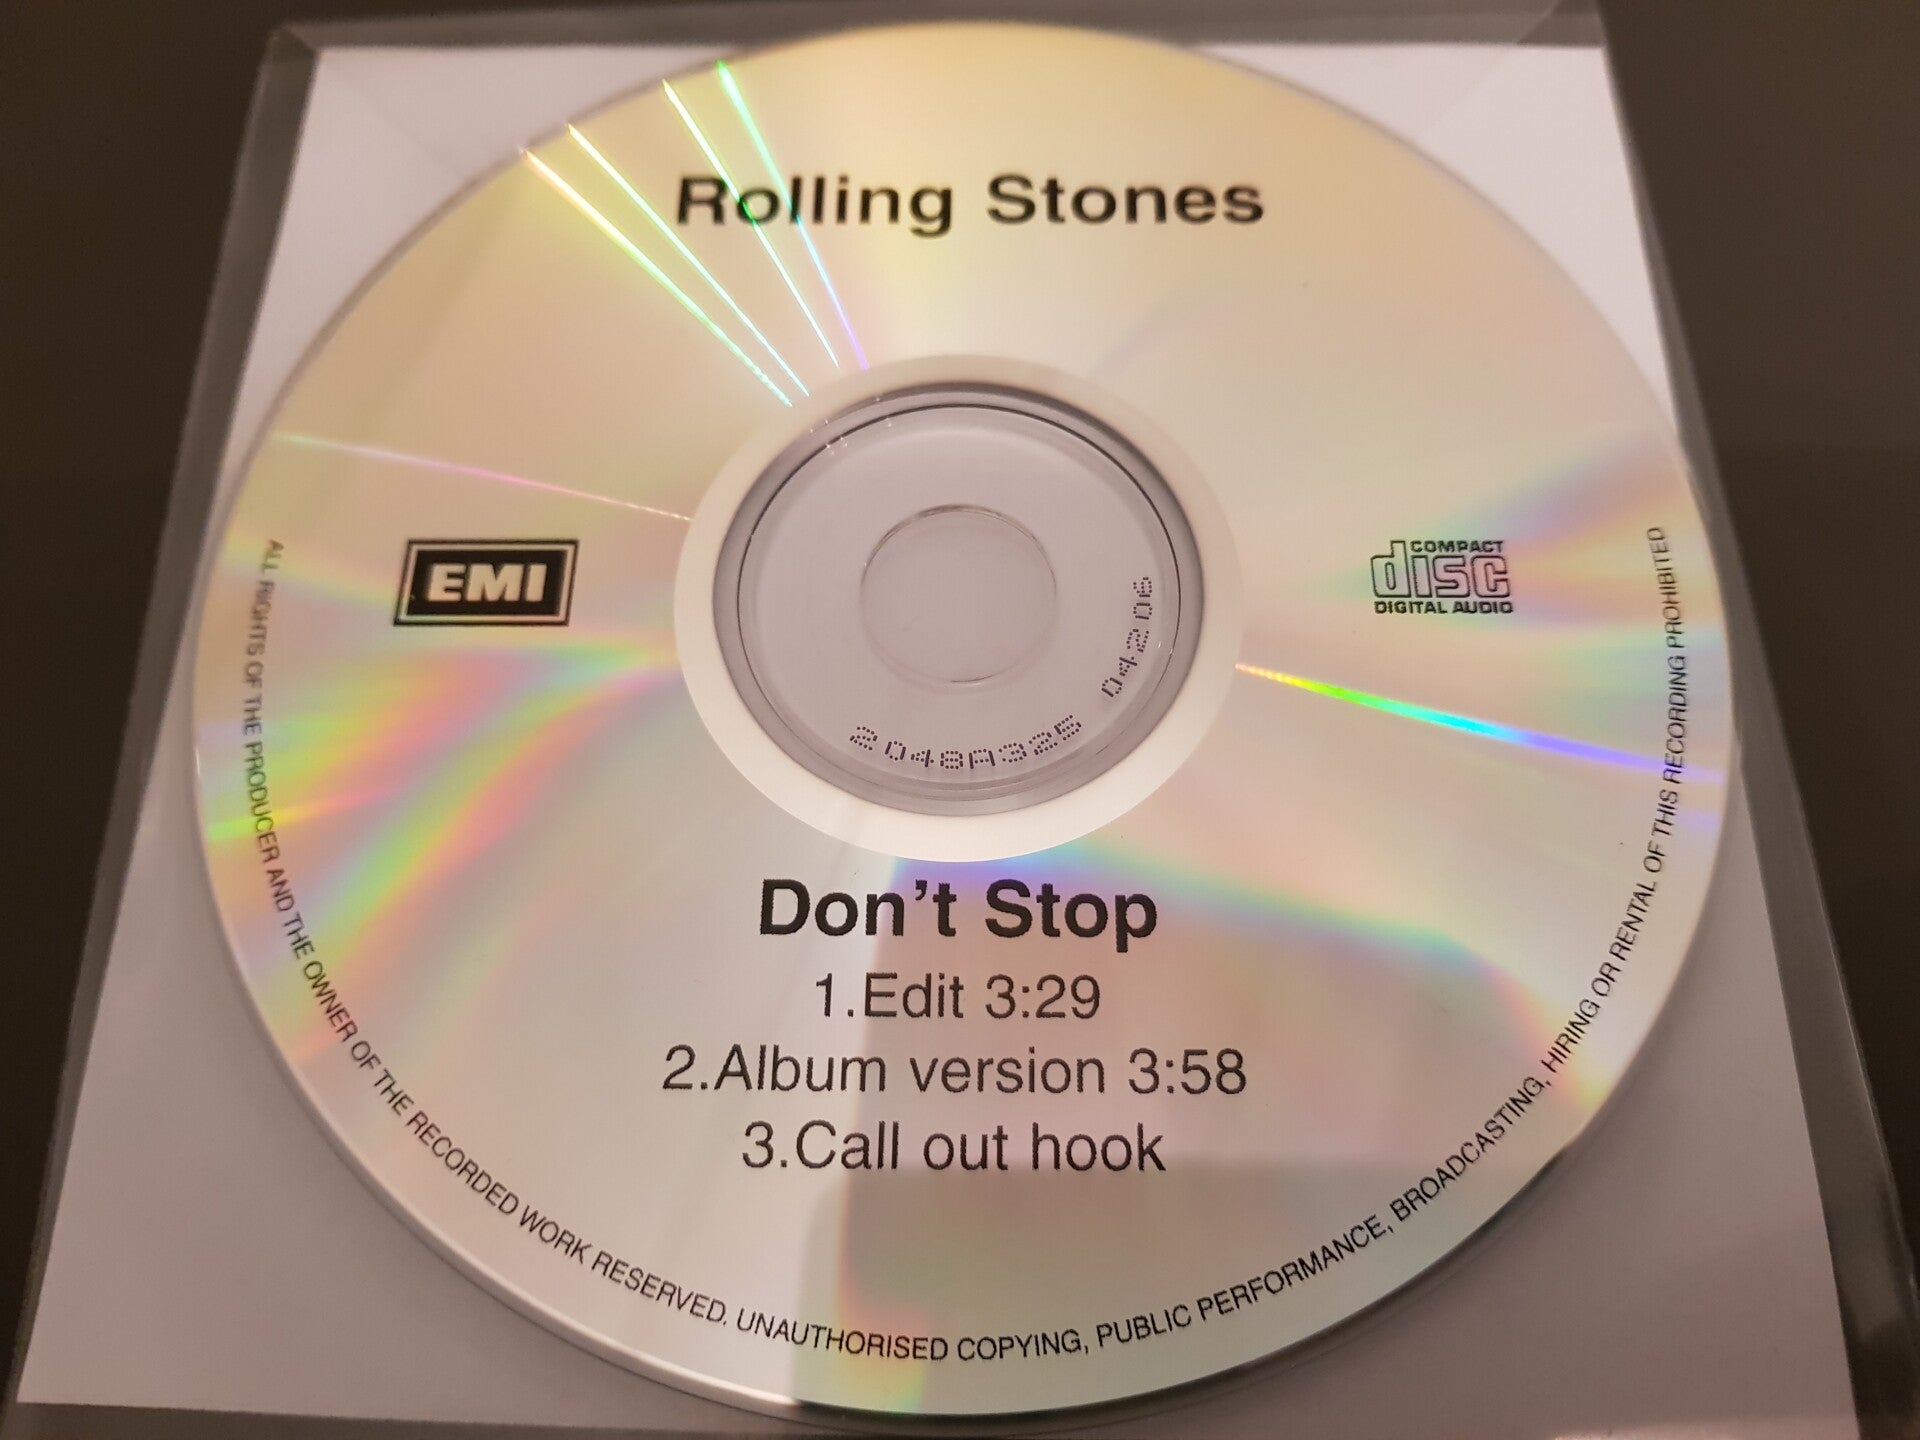 Rolling Stones
EMI
COMPACT
disc
DIGITAL AUDIO
04206
2048A325
Don't Stop
1.Edit 3:29
2.Album version 3:58
3.Call out hook
ALL RIGHTS OF THE PRODUCER AND THE OWNER OF THE RECORDED WORK RESERVED. UNAUTHORISED COPYING, PUBLIC PERFORMANCE, BROADCASTING, HIRING OR RENTAL OF THIS RECORDING PROHIBITED